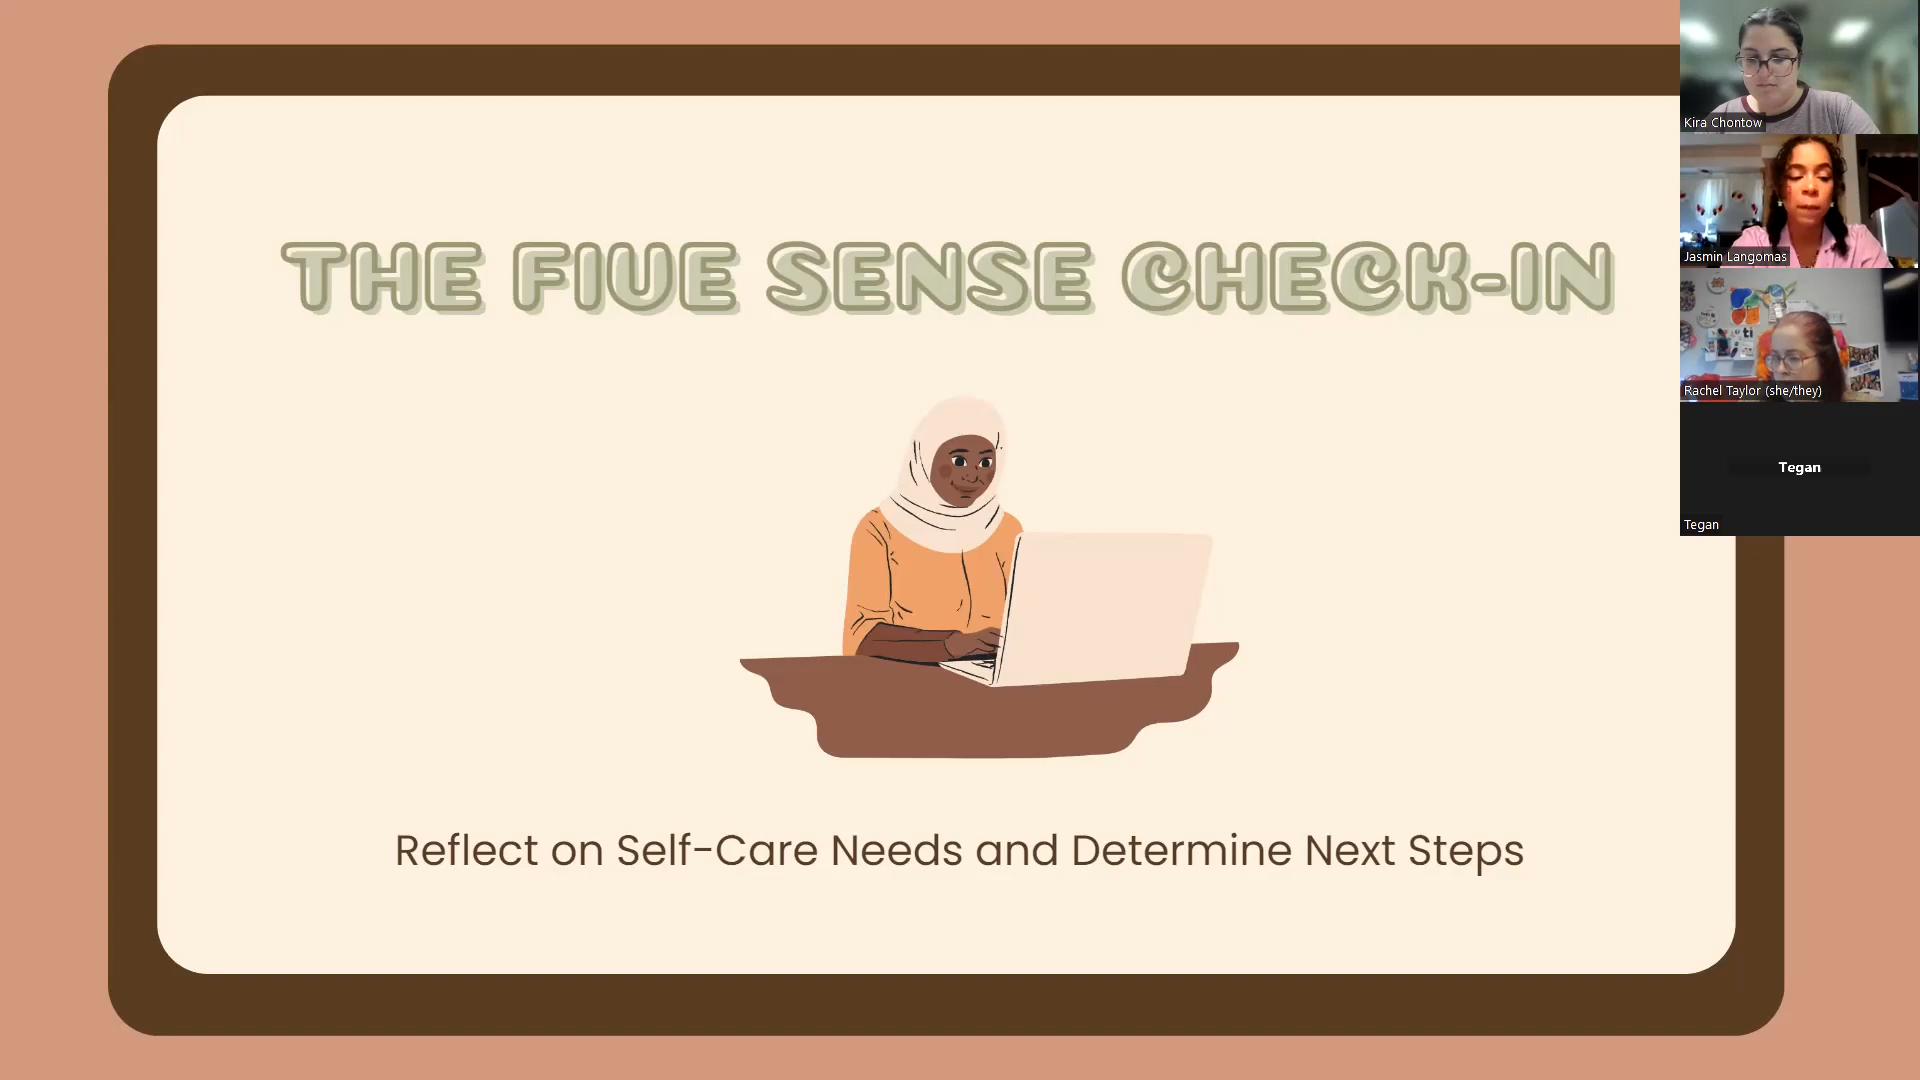 THE FIVE SENSE CHECK-IN
Reflect on Self-Care Needs and Determine Next Steps
Kira Chontow
Jasmin Langomas
Rachel Taylor (she/they)
Tegan
Tegan